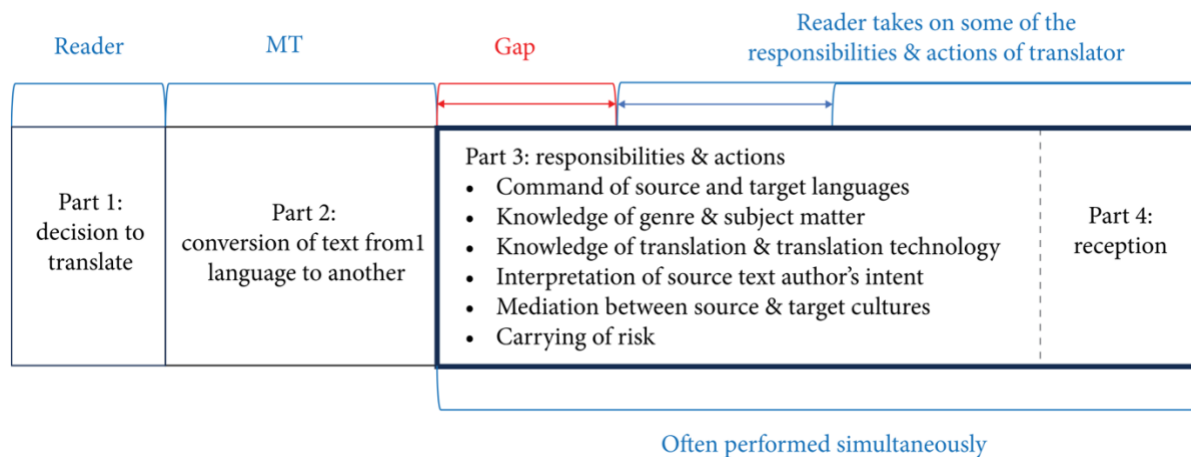 Reader
MT
Gap
Reader takes on some of the
responsibilities & actions of translator
Part 1:
decision to
translate
Part 2:
conversion of text from1
language to another
Part 3: responsibilities & actions
• Command of source and target languages
• Knowledge of genre & subject matter
• Knowledge of translation & translation technology
• Interpretation of source text author's intent
• Mediation between source & target cultures
• Carrying of risk
Part 4:
reception
Often performed simultaneously